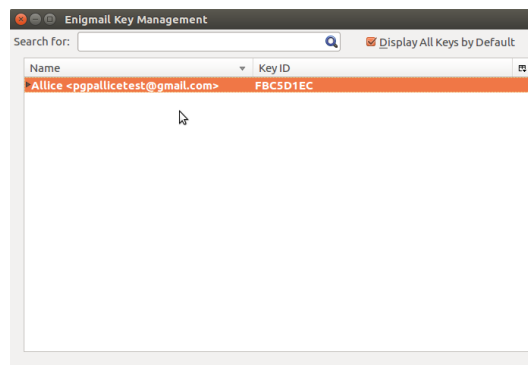 Enigmail Key Management
Search for:
Display All Keys by Default
Name Key ID
Allice <pgpallicetest@gmail.com> FBC5D1EC